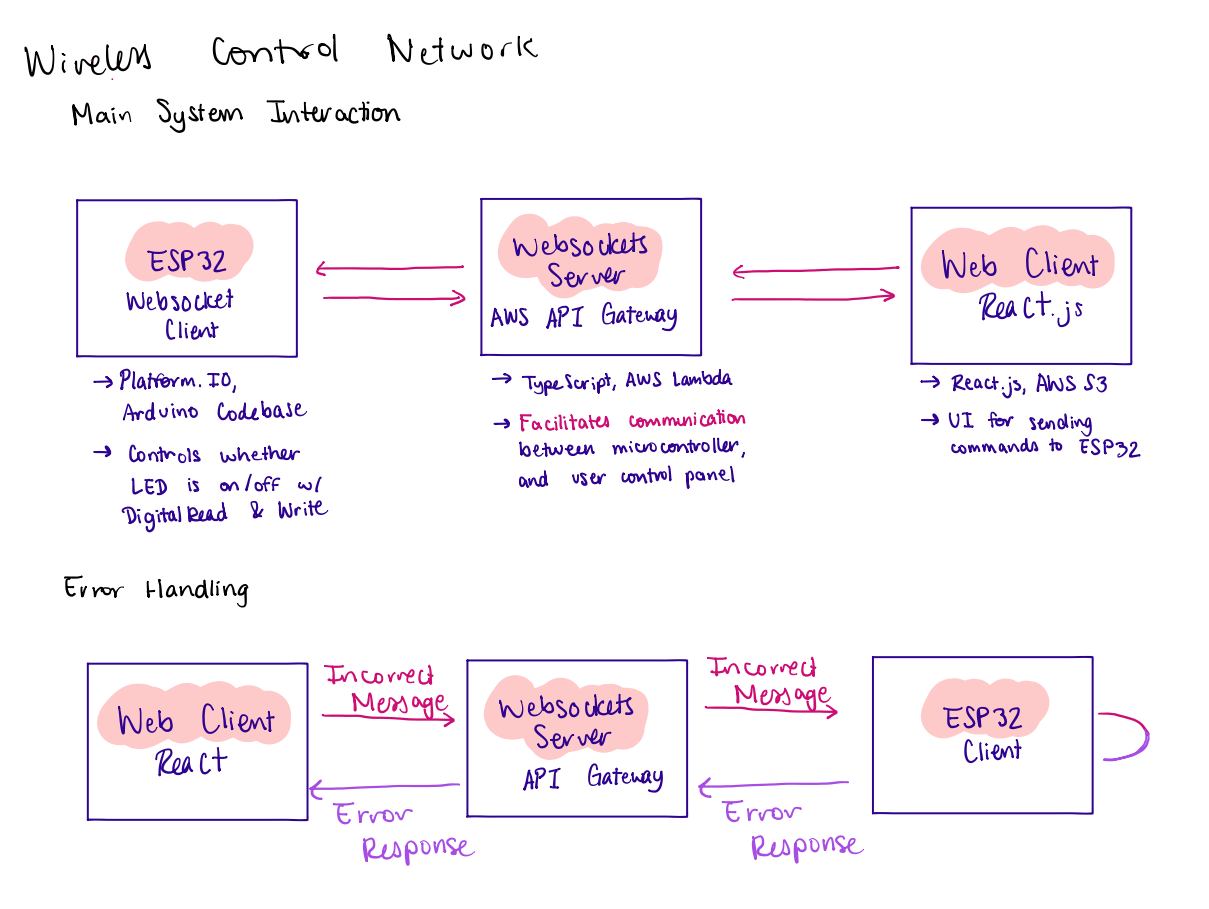 Wireless Control Network
Main System Interaction
ESP32
Websocket
Client
→ Platform.IO,
Arduino Codebase
→ Controls whether
LED is on/off w/
Digital Read & Write
Websockets
Server
AWS API Gateway
→ TypeScript, AWS Lambda
→ Facilitates communication
between microcontroller,
and user control panel
Web Client
React.js
→ React.js, AWS S3
→ UI for sending
commands to ESP32
Error Handling
Web Client
React
Incorrect
Message
Error
Response
Websockets
Server
API Gateway
Incorrect
Message
Error
Response
ESP32
Client